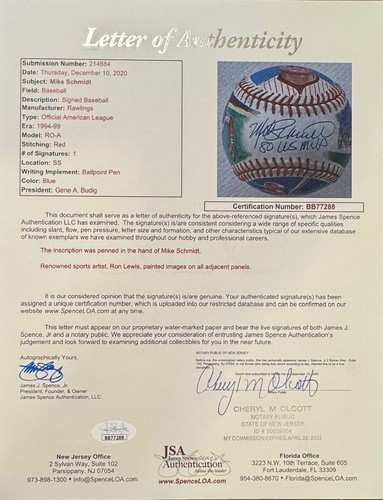 Letter of Authenticity
Submission Number: 214884
Date: Thursday, December 10, 2020
Subject: Mike Schmidt
Field: Baseball
Description: Signed Baseball
Manufacturer: Rawlings
Type: Official American League
Era: 1994-99
Model: RO-A
Stitching: Red
# of Signatures: 1
Location: SS
Writing Implement: Ballpoint Pen
Color: Blue
President: Gene A. Budig
Mike Schmidt
80 WS MVP
Certification Number: BB77288
This document shall serve as a letter of authenticity for the above-referenced signature(s), which James Spence
Authentication LLC has examined. The signature(s) is/are consistent considering a wide range of specific qualities
including slant, flow, pen pressure, letter size and formation, and other characteristics typical of our extensive database
of known exemplars we have examined throughout our hobby and professional careers.
The inscription was penned in the hand of Mike Schmidt.
Renowned sports artist, Ron Lewis, painted images on all adjacent panels.
It is our considered opinion that the signature(s) is/are genuine. Your authenticated signature(s) has been
assigned a unique certification number, which is uploaded into our restricted database and can be confirmed on our
website www.SpenceLOA.com at any time.
This letter must appear on our proprietary water-marked paper and bear the live signatures of both James J.
Spence, Jr and a notary public. We appreciate your consideration of entrusting James Spence Authentication's
judgement and look forward to examining additional collectibles for you in the near future.
Autographically Yours,
James J. Spence, Jr.
President, Founder, & Owner
James Spence Authentication, LLC
NOTARY PUBLIC OF NEW JERSEY
Cheryl M Olcott
CHERYL M OLCOTT
NOTARY PUBLIC
STATE OF NEW JERSEY
MY COMMISSION EXPIRES APRIL 22, 2022
JSA
BB77288
New Jersey Office
2 Sylvan Way, Suite 102
Parsippany, NJ 07054
973-898-1300 • Info@SpenceLOA.com
JSA
James Spence
Authentication
Florida Office
3223 N.W. 10th Terrace, Suite 605
Fort Lauderdale, FL 33309
954-380-8670 • Florida@SpenceLOA.com